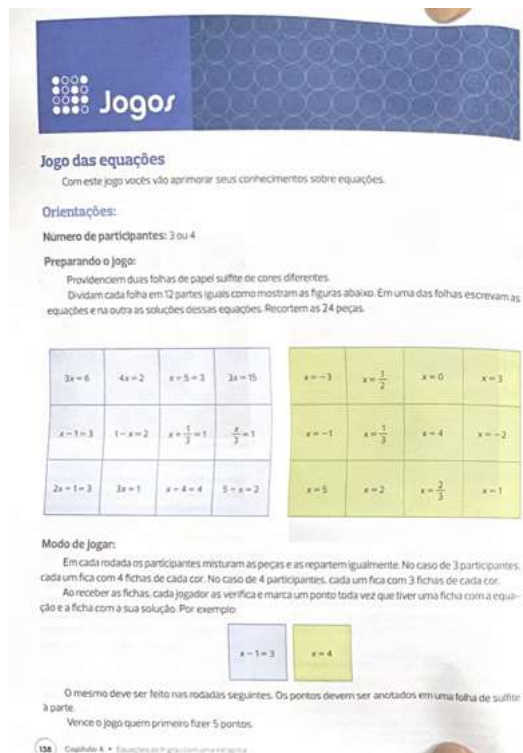 Jogos
Jogo das equações
Com este jogo vocês vão aprimorar seus conhecimentos sobre equações.
Orientações:
Número de participantes: 3 ou 4
Preparando o jogo:
Providenciem duas folhas de papel sulfite de cores diferentes.
Dividam cada folha em 12 partes iguais como mostram as figuras abaixo. Em uma das folhas escrevam as
equações e na outra as soluções dessas equações. Recortem as 24 peças.
3x = 6 4x = 2 x + 5 = 3 3x = 15
x - 1 = 3 1 - x = 2 x + 1/3 = 1 x/3 = 1
2x + 1 = 3 3x = 1 x + 4 = 4 5 + x = 2
x = -3 x = 1/2 x = 0 x = 3
x = -1 x = 1/3 x = 4 x = -2
x = 5 x = 2 x = 2/3 x = 1
Modo de jogar:
Em cada rodada os participantes misturam as peças e as repartem igualmente. No caso de 3 participantes,
cada um fica com 4 fichas de cada cor. No caso de 4 participantes, cada um fica com 3 fichas de cada cor.
Ao receber as fichas, cada jogador as verifica e marca um ponto toda vez que tiver uma ficha com a equa-
ção e a ficha com a sua solução. Por exemplo:
x - 1 = 3 x = 4
O mesmo deve ser feito nas rodadas seguintes. Os pontos devem ser anotados em uma folha de sulfite
à parte.
Vence o jogo quem primeiro fizer 5 pontos.
138 Capítulo 4 • Equações do 1º grau com uma incógnita